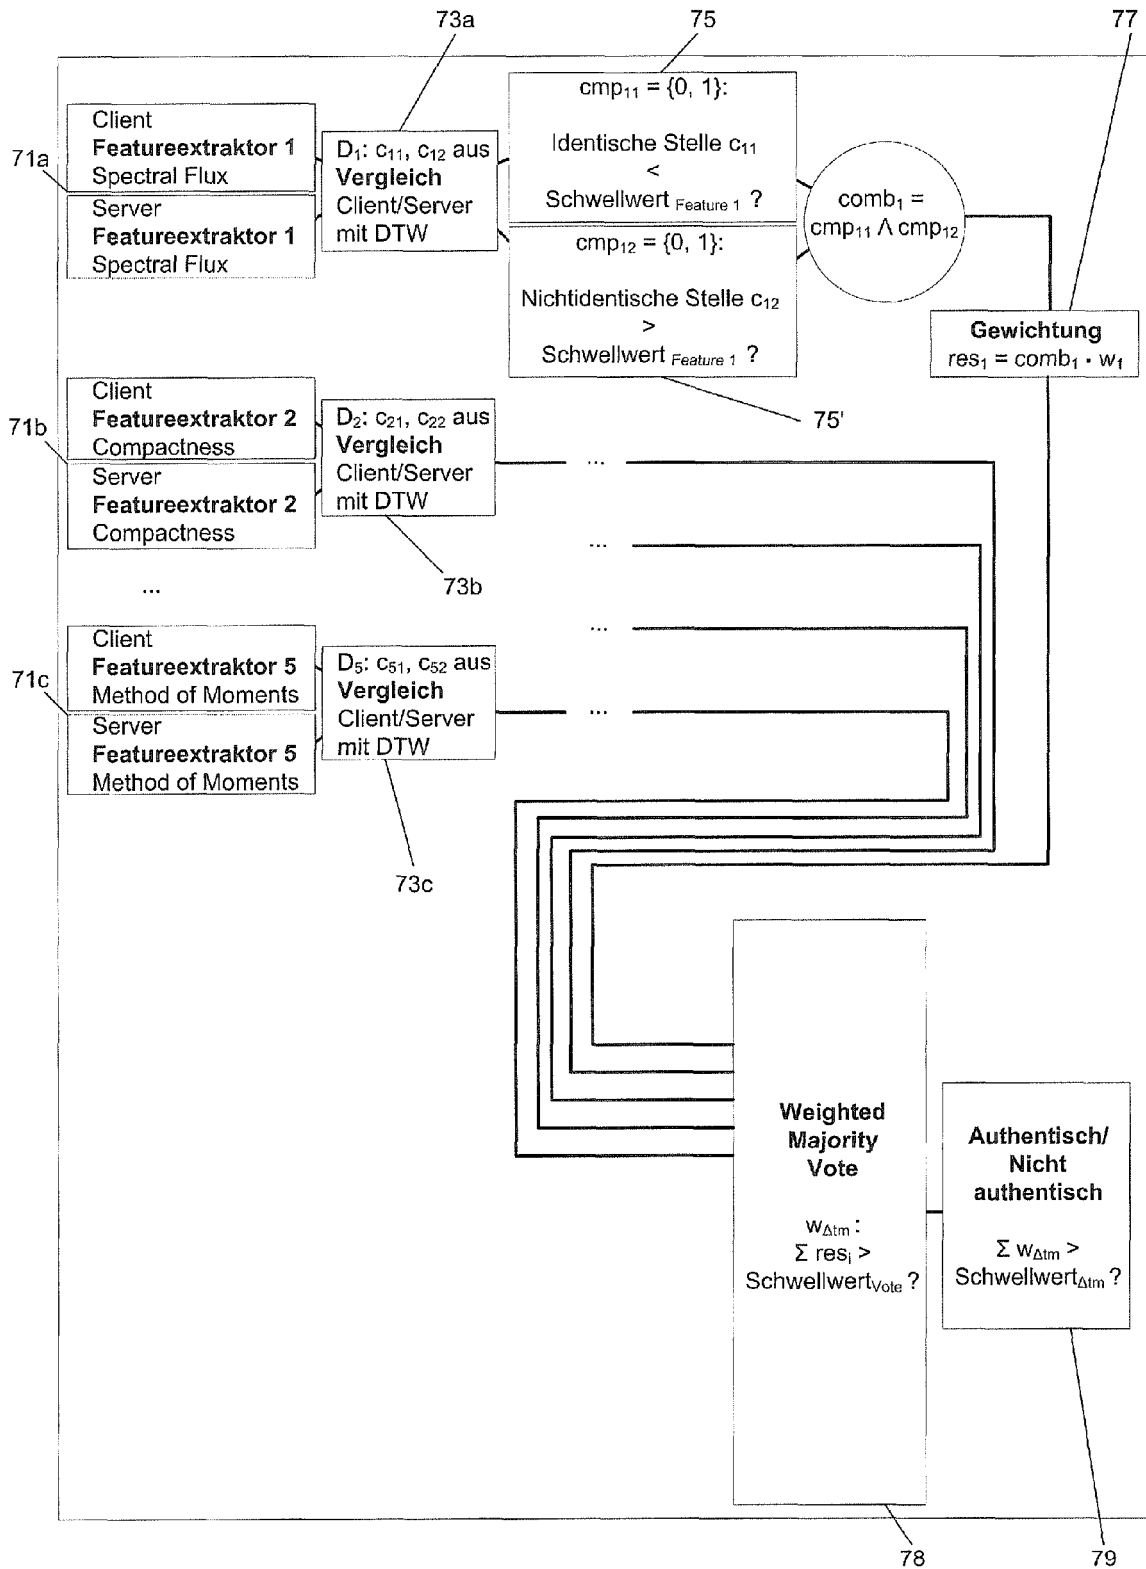 73a
75
77
71a
Client
Featureextraktor 1
Spectral Flux
Server
Featureextraktor 1
Spectral Flux
D₁: c₁₁, c₁₂ aus
Vergleich
Client/Server
mit DTW
cmp₁₁ = {0, 1}:
Identische Stelle c₁₁
<
Schwellwert Feature 1 ?
cmp₁₂ = {0, 1}:
Nichtidentische Stelle c₁₂
>
Schwellwert Feature 1 ?
comb₁ =
cmp₁₁ Λ cmp₁₂
Gewichtung
res₁ = comb₁ · w₁
75'
71b
Client
Featureextraktor 2
Compactness
Server
Featureextraktor 2
Compactness
D₂: c₂₁, c₂₂ aus
Vergleich
Client/Server
mit DTW
...
...
73b
...
...
71c
Client
Featureextraktor 5
Method of Moments
Server
Featureextraktor 5
Method of Moments
D₅: c₅₁, c₅₂ aus
Vergleich
Client/Server
mit DTW
...
73c
Weighted
Majority
Vote
w∆tm :
Σ resᵢ >
SchwellwertVote ?
Authentisch/
Nicht
authentisch
Σ w∆tm >
Schwellwert∆tm ?
78
79